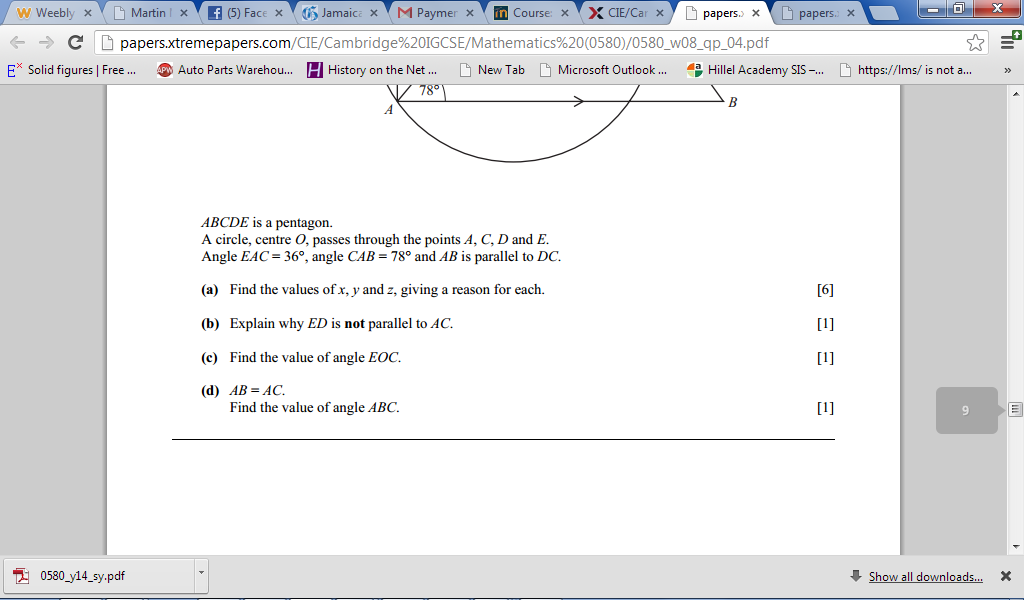 Weebly
Martin
(5) Face
Jamaica
Paymer
Course:
CIE/Car
papers.
papers.
papers.xtremepapers.com/CIE/Cambridge%20IGCSE/Mathematics%20(0580)/0580_w08_qp_04.pdf
Solid figures | Free ...
Auto Parts Warehou...
History on the Net ...
New Tab
Microsoft Outlook ...
Hillel Academy SIS –...
https://lms/ is not a...
»
78°
A
B
ABCDE is a pentagon.
A circle, centre O, passes through the points A, C, D and E.
Angle EAC = 36°, angle CAB = 78° and AB is parallel to DC.
(a) Find the values of x, y and z, giving a reason for each. [6]
(b) Explain why ED is not parallel to AC. [1]
(c) Find the value of angle EOC. [1]
(d) AB = AC.
Find the value of angle ABC. [1]
9
0580_y14_sy.pdf
Show all downloads...